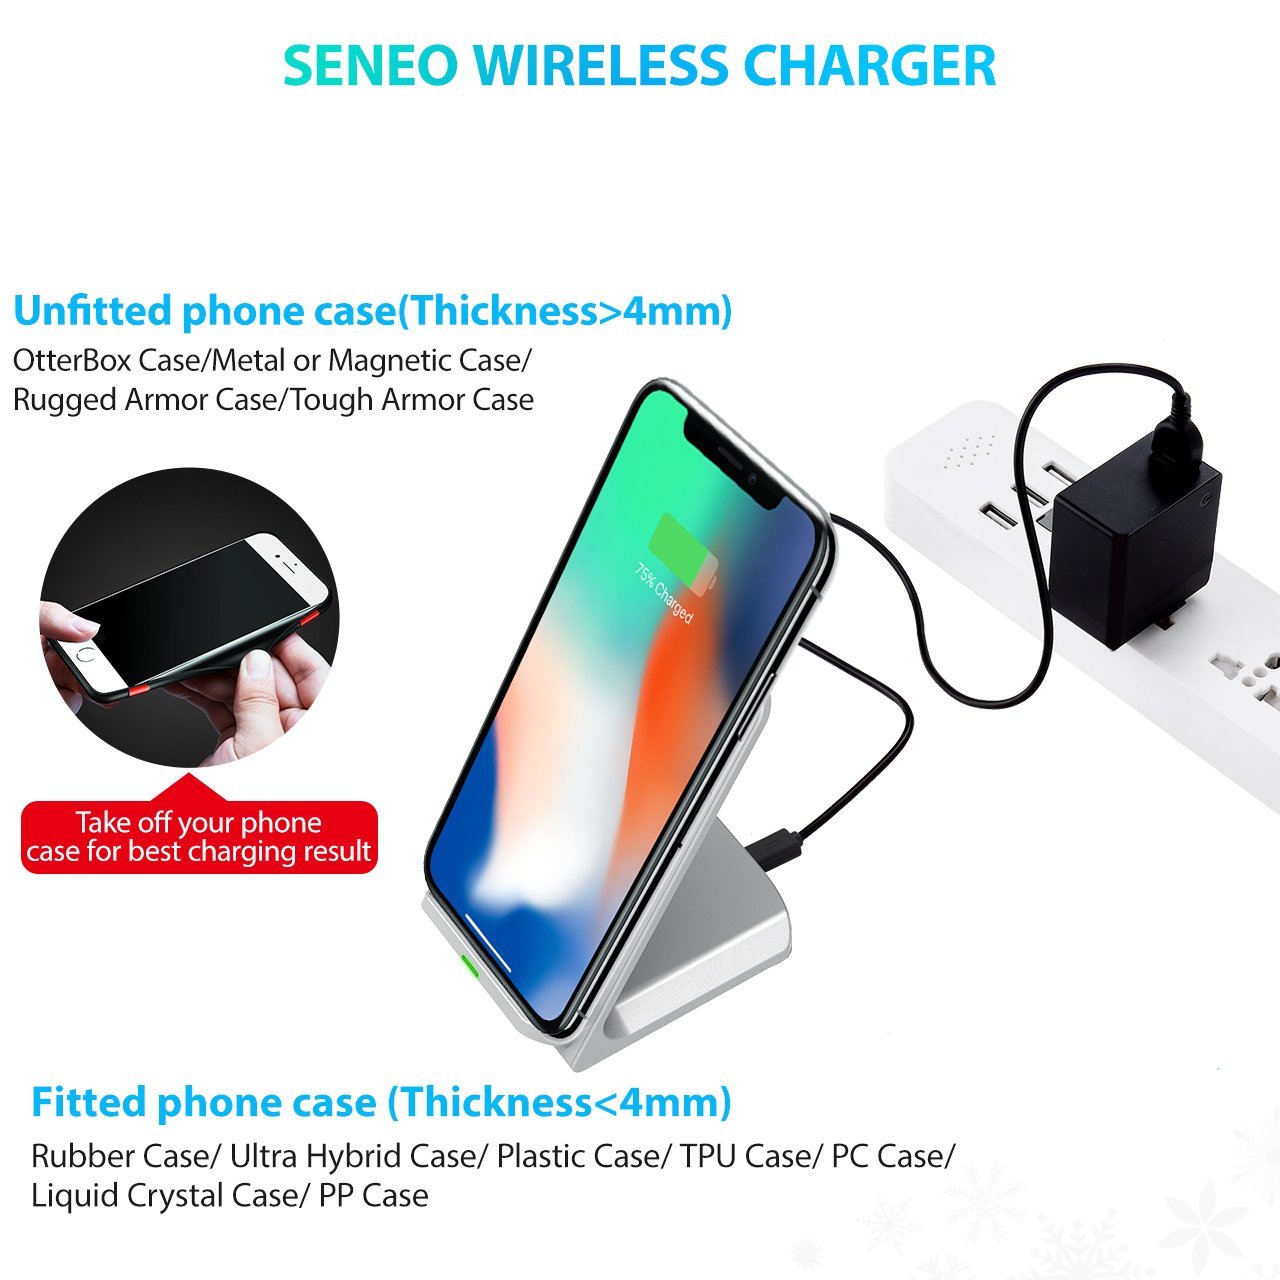 SENEO WIRELESS CHARGER
Unfitted phone case(Thickness>4mm)
OtterBox Case/Metal or Magnetic Case/
Rugged Armor Case/Tough Armor Case
75% Charged
Take off your phone
case for best charging result
Fitted phone case (Thickness<4mm)
Rubber Case/ Ultra Hybrid Case/ Plastic Case/ TPU Case/ PC Case/
Liquid Crystal Case/ PP Case